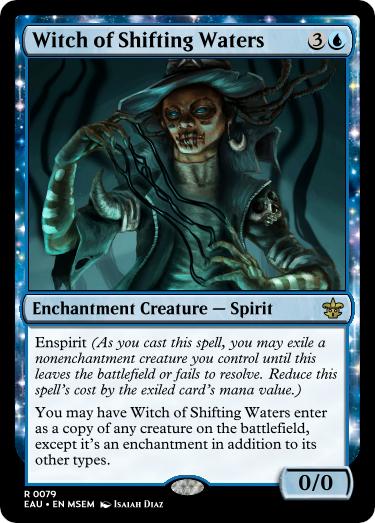 Witch of Shifting Waters 3
Enchantment Creature — Spirit
Enspirit (As you cast this spell, you may exile a
nonenchantment creature you control until this
leaves the battlefield or fails to resolve. Reduce
this spell's cost by the exiled card's mana value.)
You may have Witch of Shifting Waters enter
as a copy of any creature on the battlefield,
except it's an enchantment in addition to its
other types.
0/0
R 0079
EAU • EN MSEM Isaiah Diaz